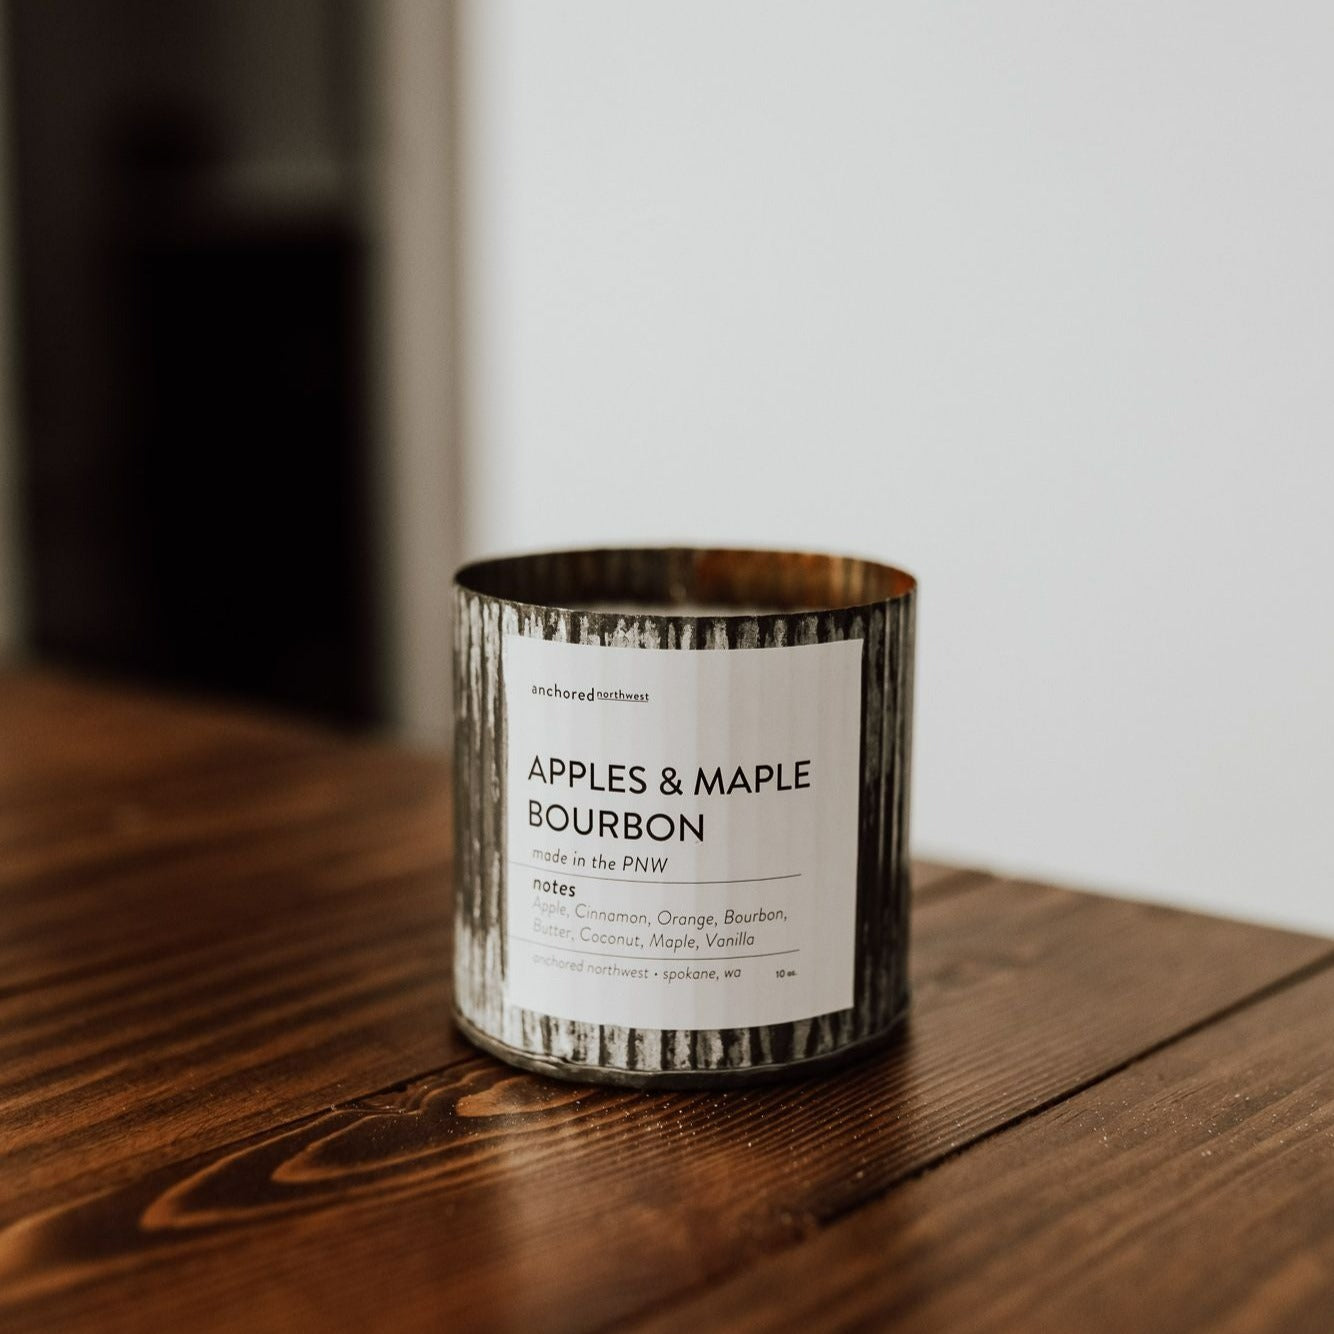 anchored northwest
APPLES & MAPLE
BOURBON
made in the PNW
notes
Apple, Cinnamon, Orange, Bourbon,
Butter, Coconut, Maple, Vanilla
anchored northwest • spokane, wa 10 oz.